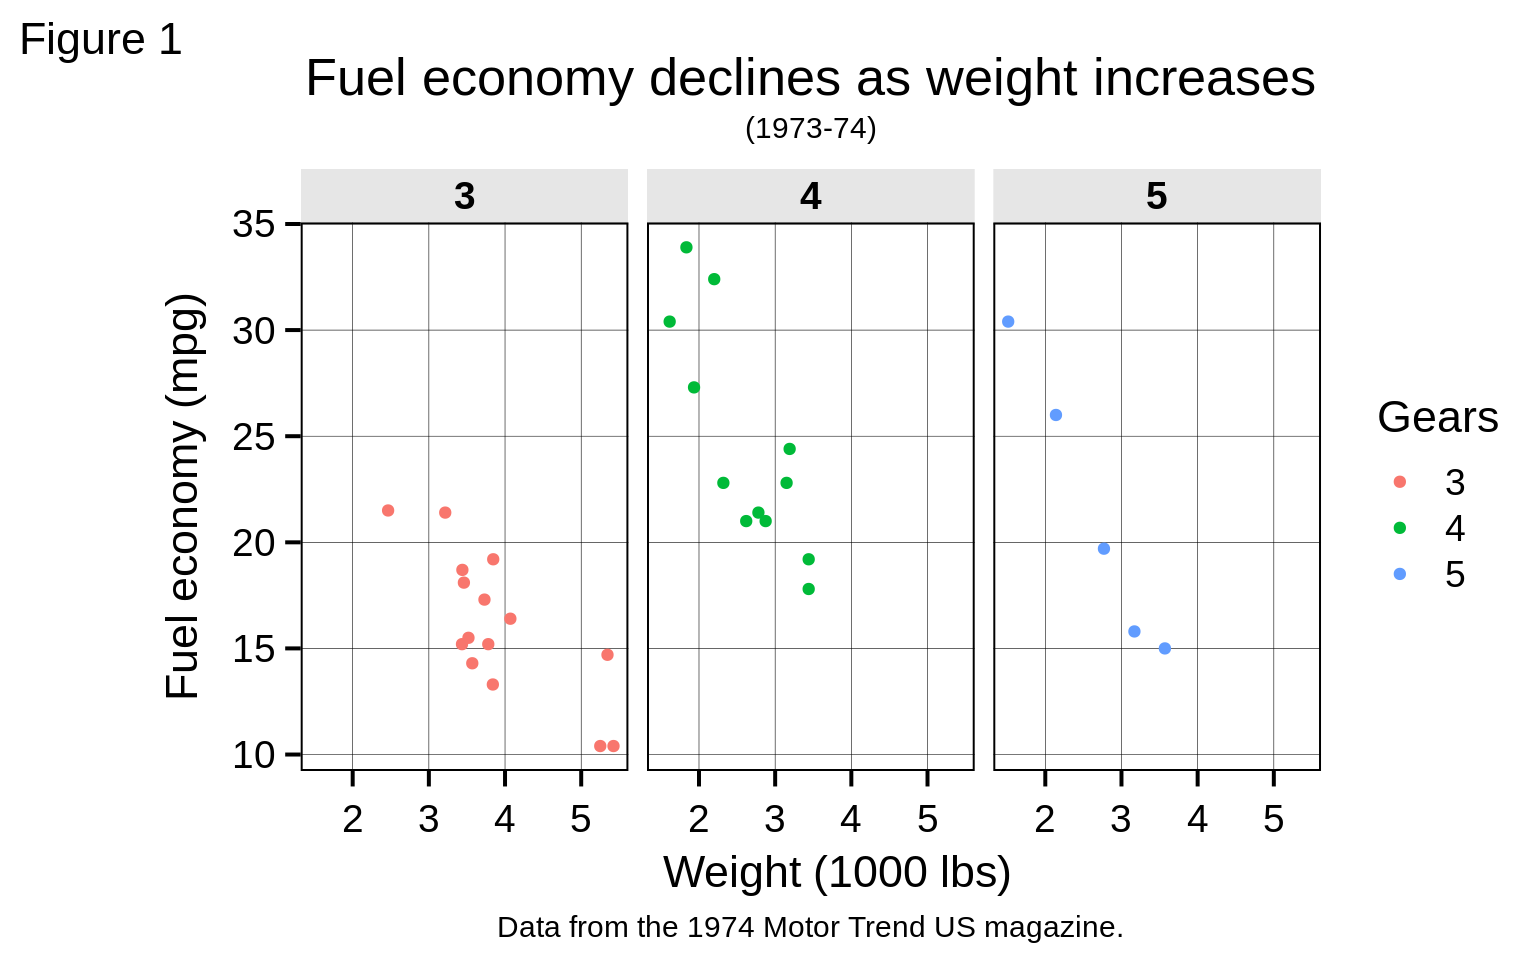 Figure 1
Fuel economy declines as weight increases
(1973-74)
3 4 5
Fuel economy (mpg)
35
30
25
20
15
10
2 3 4 5 2 3 4 5 2 3 4 5
Weight (1000 lbs)
Data from the 1974 Motor Trend US magazine.
Gears
3
4
5